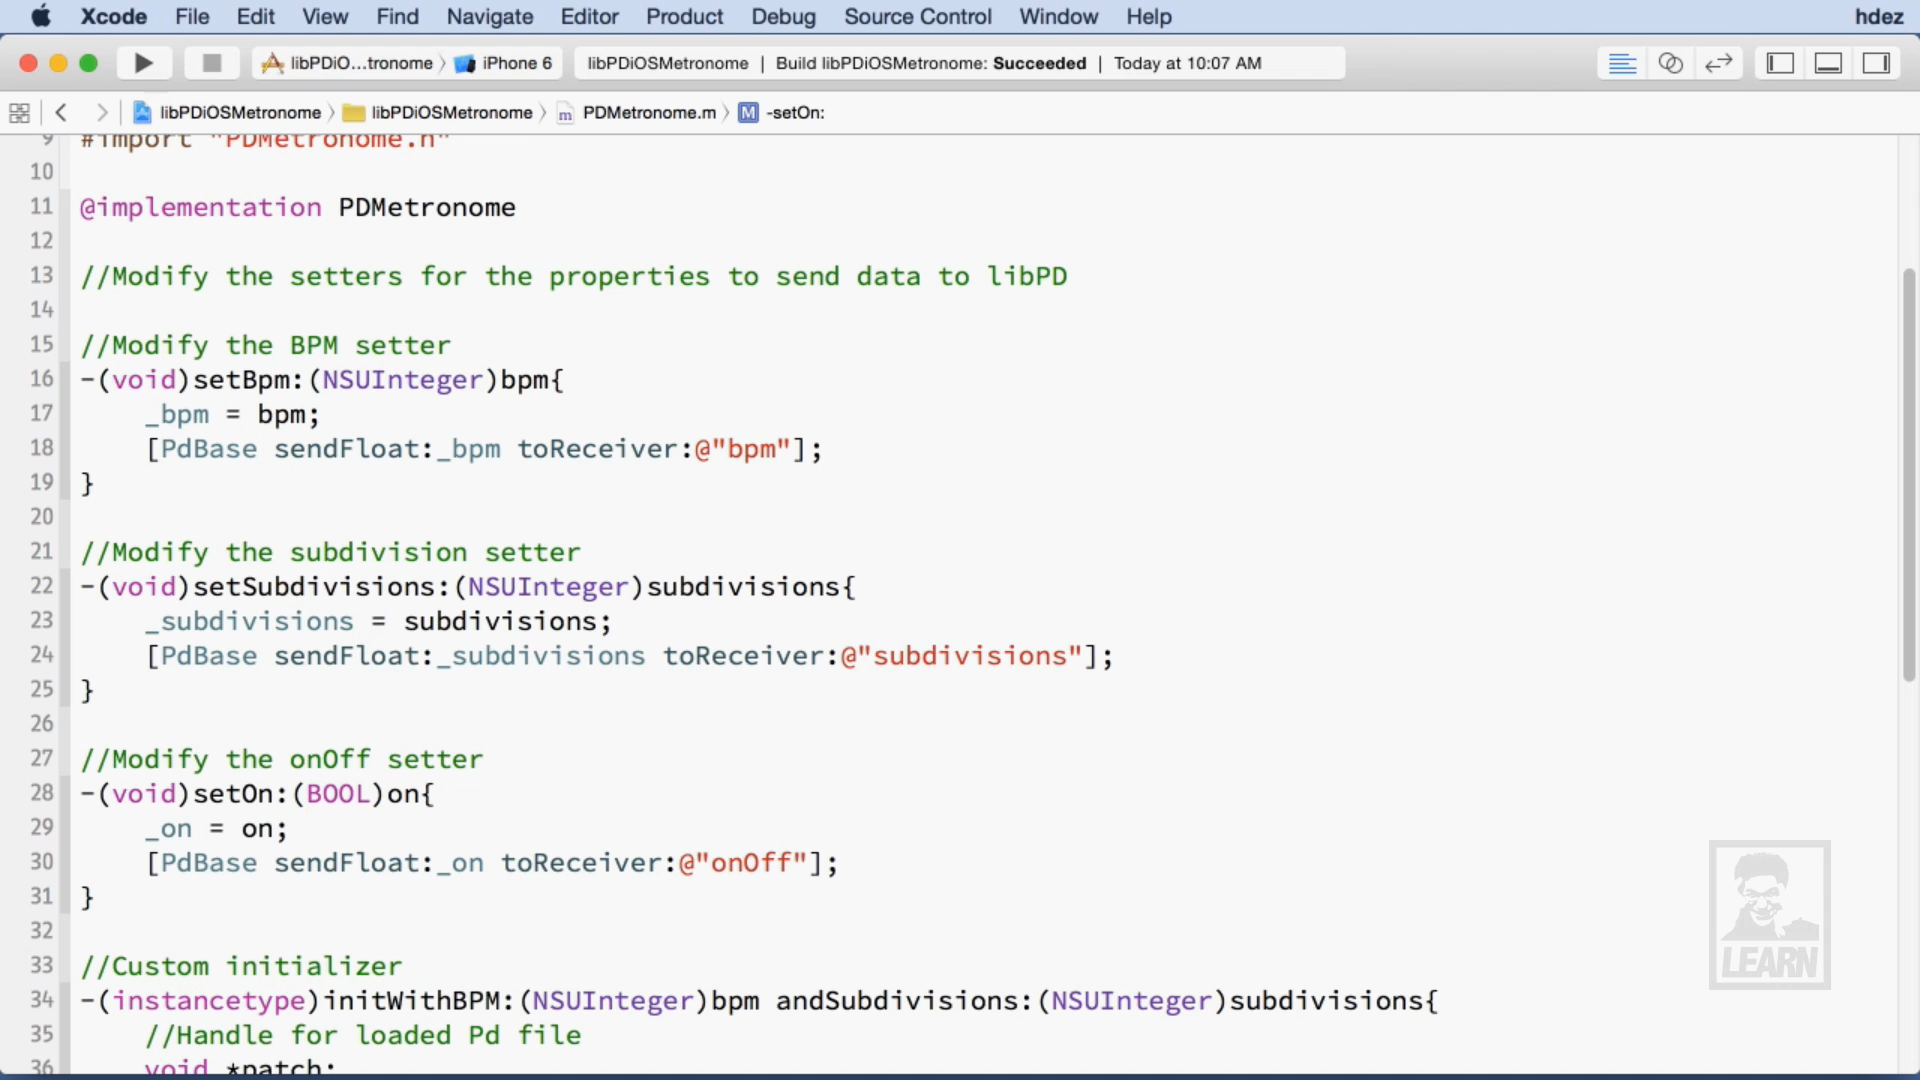 Xcode File Edit View Find Navigate Editor Product Debug Source Control Window Help hdez
libPDiO...tronome iPhone 6 libPDiOSMetronome | Build libPDiOSMetronome: Succeeded | Today at 10:07 AM
libPDiOSMetronome libPDiOSMetronome m PDMetronome.m M -setOn:
9 #import "PDMetronome.h"
10
11 @implementation PDMetronome
12
13 //Modify the setters for the properties to send data to libPD
14
15 //Modify the BPM setter
16 -(void)setBpm:(NSUInteger)bpm{
17 _bpm = bpm;
18 [PdBase sendFloat:_bpm toReceiver:@"bpm"];
19 }
20
21 //Modify the subdivision setter
22 -(void)setSubdivisions:(NSUInteger)subdivisions{
23 _subdivisions = subdivisions;
24 [PdBase sendFloat:_subdivisions toReceiver:@"subdivisions"];
25 }
26
27 //Modify the onOff setter
28 -(void)setOn:(BOOL)on{
29 _on = on;
30 [PdBase sendFloat:_on toReceiver:@"onOff"];
31 }
32
33 //Custom initializer
34 -(instancetype)initWithBPM:(NSUInteger)bpm andSubdivisions:(NSUInteger)subdivisions{
35 //Handle for loaded Pd file
36 void *patch;
LEARN